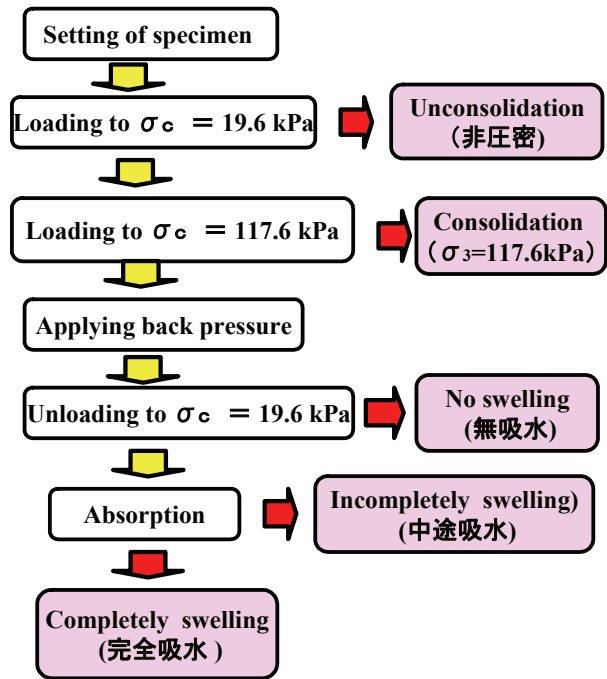 Setting of specimen
Loading to σc = 19.6 kPa
Unconsolidation
(非圧密)
Loading to σc = 117.6 kPa
Consolidation
(σ3=117.6kPa)
Applying back pressure
Unloading to σc = 19.6 kPa
No swelling
(無吸水)
Absorption
Incompletely swelling)
(中途吸水)
Completely swelling
(完全吸水 )